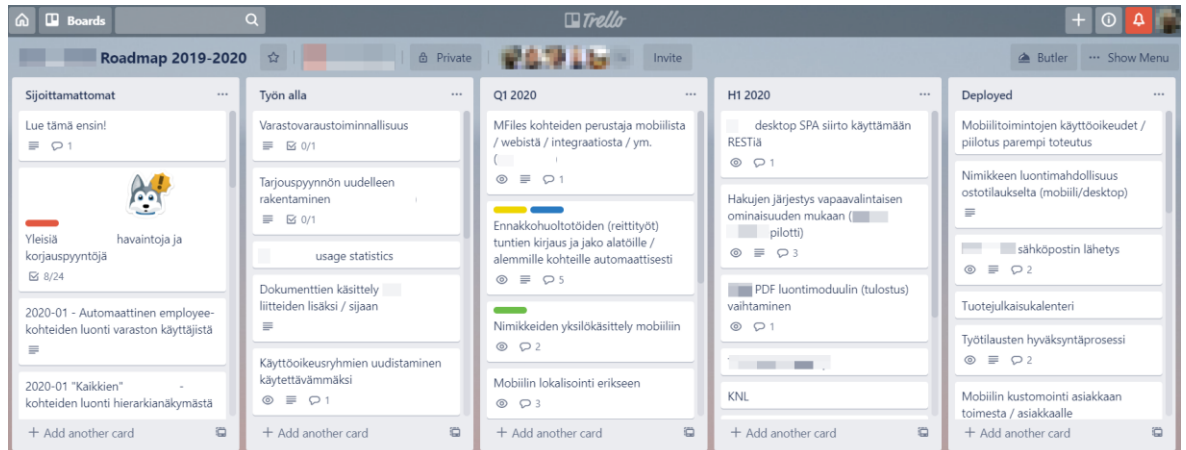 Boards
Trello
Roadmap 2019-2020
Private
Invite
Butler
Show Menu
Sijoittamattomat
Lue tämä ensin!
1
Yleisiä havaintoja ja
korjauspyyntöjä
8/24
2020-01 - Automaattinen employee-
kohteiden luonti varaston käyttäjistä
2020-01 "Kaikkien" -
kohteiden luonti hierarkianäkymästä
+ Add another card
Työn alla
Varastovaraustoiminnallisuus
0/1
Tarjouspyynnön uudelleen
rakentaminen
0/1
usage statistics
Dokumenttien käsittely
liitteiden lisäksi / sijaan
Käyttöoikeusryhmien uudistaminen
käytettävämmäksi
1
+ Add another card
Q1 2020
MFiles kohteiden perustaja mobiilista
/ webistä / integraatiosta / ym.
(
1
Ennakkohuoltotöiden (reittityöt)
tuntien kirjaus ja jako alatöille /
alemmille kohteille automaattisesti
5
Nimikkeiden yksilökäsittely mobiiliin
2
Mobiilin lokalisointi erikseen
3
+ Add another card
H1 2020
desktop SPA siirto käyttämään
RESTiä
1
Hakujen järjestys vapaavalintaisen
ominaisuuden mukaan (
pilotti)
3
PDF luontimoduulin (tulostus)
vaihtaminen
1
KNL
+ Add another card
Deployed
Mobiilitoimintojen käyttöoikeudet /
piilotus parempi toteutus
Nimikkeen luontimahdollisuus
ostotilaukselta (mobiili/desktop)
sähköpostin lähetys
2
Tuotejulkaisukalenteri
Työtilausten hyväksyntäprosessi
2
Mobiilin kustomointi asiakkaan
toimesta / asiakkaalle
+ Add another card